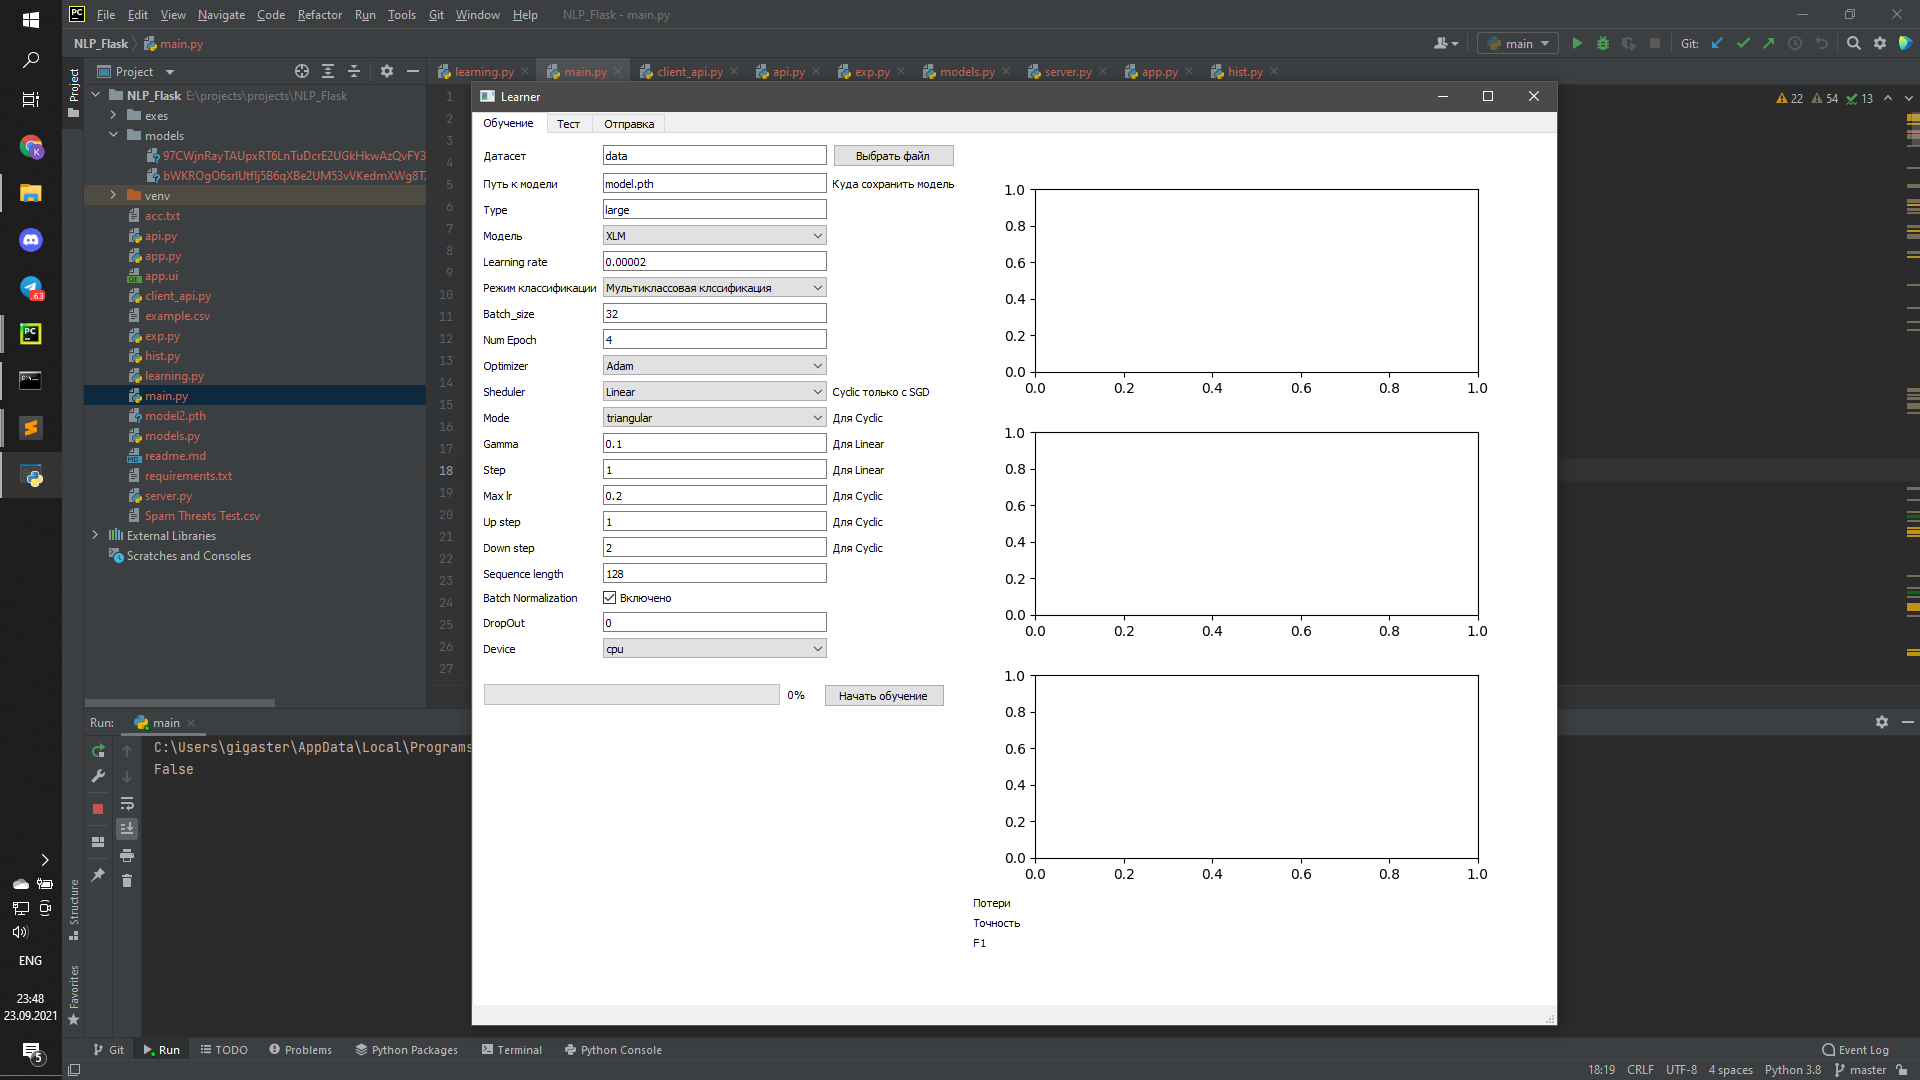 File Edit View Navigate Code Refactor Run Tools Git Window Help NLP_Flask - main.py
NLP_Flask main.py
main
Git:
Project
learning.py main.py client_api.py api.py exp.py models.py server.py app.py hist.py
Project
NLP_Flask E:\projects\projects\NLP_Flask
exes
models
97CWjnRayTAUpxRT6LnTuDcrE2UGkHkwAzQvFY3
bWKROgO6srlUtfIj5B6qXBe2UM53vVKedmXWg8T
venv
acc.txt
api.py
app.py
app.ui
client_api.py
example.csv
exp.py
hist.py
learning.py
main.py
model2.pth
models.py
readme.md
requirements.txt
server.py
Spam Threats Test.csv
External Libraries
Scratches and Consoles
1
2
3
4
5
6
7
8
9
10
11
12
13
14
15
16
17
18
19
20
21
22
23
24
25
26
27
22 54 13
Learner
Обучение Тест Отправка
Датасет data Выбрать файл
Путь к модели model.pth Куда сохранить модель
Type large
Модель XLM
Learning rate 0.00002
Режим классификации Мультиклассовая клссификация
Batch_size 32
Num Epoch 4
Optimizer Adam
Sheduler Linear Cyclic только с SGD
Mode triangular Для Cyclic
Gamma 0.1 Для Linear
Step 1 Для Linear
Max lr 0.2 Для Cyclic
Up step 1 Для Cyclic
Down step 2 Для Cyclic
Sequence length 128
Batch Normalization Включено
DropOut 0
Device cpu
0% Начать обучение
1.0
0.8
0.6
0.4
0.2
0.0
0.0 0.2 0.4 0.6 0.8 1.0
1.0
0.8
0.6
0.4
0.2
0.0
0.0 0.2 0.4 0.6 0.8 1.0
1.0
0.8
0.6
0.4
0.2
0.0
0.0 0.2 0.4 0.6 0.8 1.0
Потери
Точность
F1
Run: main
C:\Users\gigaster\AppData\Local\Programs
False
Structure
Favorites
63
PC
PC
ENG
23:48
23.09.2021
5
Git Run TODO Problems Python Packages Terminal Python Console Event Log
18:19 CRLF UTF-8 4 spaces Python 3.8 master